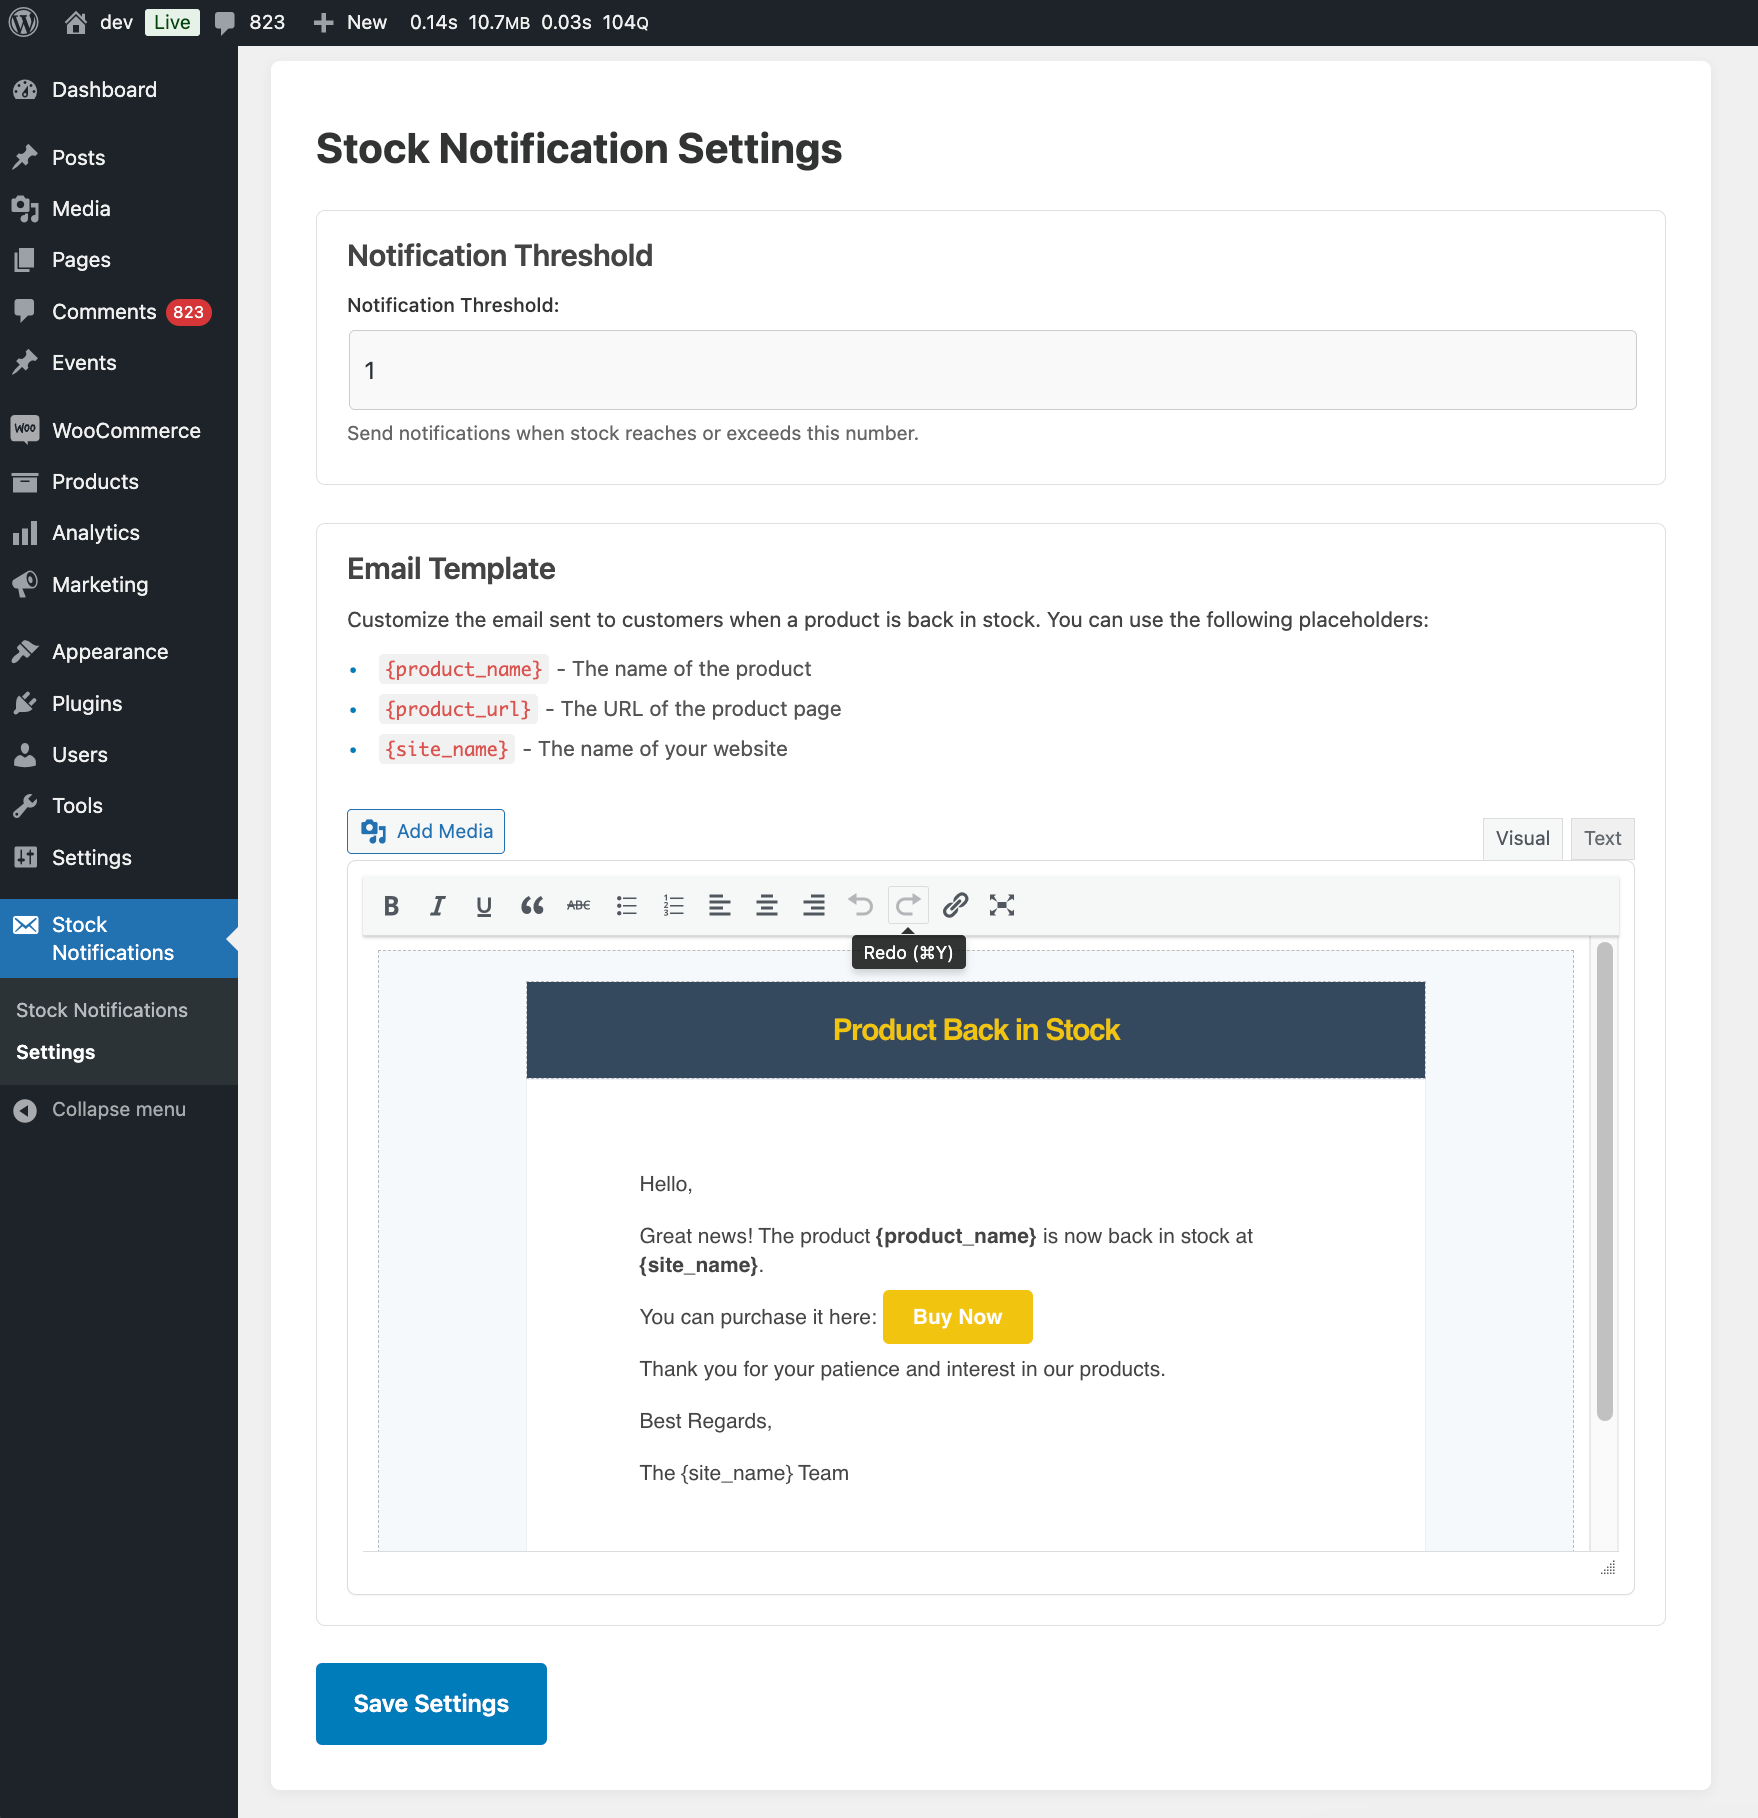 dev Live 823 New 0.14s 10.7MB 0.03s 104Q
Dashboard
Posts
Media
Pages
Comments 823
Events
Woo WooCommerce
Products
Analytics
Marketing
Appearance
Plugins
Users
Tools
Settings
Stock
Notifications
Stock Notifications
Settings
Collapse menu
Stock Notification Settings
Notification Threshold
Notification Threshold:
1
Send notifications when stock reaches or exceeds this number.
Email Template
Customize the email sent to customers when a product is back in stock. You can use the following placeholders:
• {product_name} - The name of the product
• {product_url} - The URL of the product page
• {site_name} - The name of your website
Add Media
Visual Text
B I U “ ABC
Redo (⌘Y)
Product Back in Stock
Hello,
Great news! The product {product_name} is now back in stock at
{site_name}.
You can purchase it here: Buy Now
Thank you for your patience and interest in our products.
Best Regards,
The {site_name} Team
Save Settings